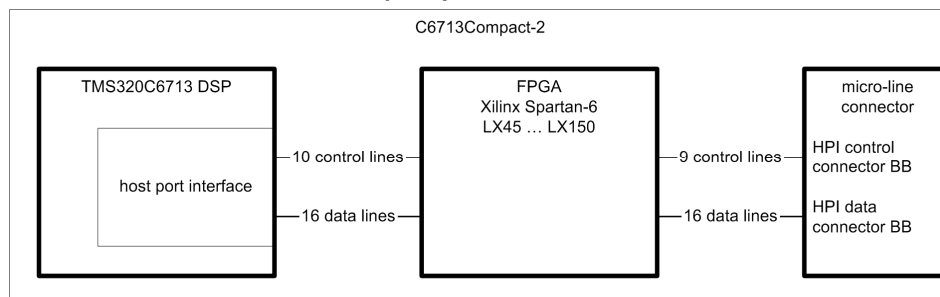 C6713Compact-2
TMS320C6713 DSP
host port interface
10 control lines
16 data lines
FPGA
Xilinx Spartan-6
LX45 … LX150
9 control lines
16 data lines
micro-line
connector
HPI control
connector BB
HPI data
connector BB